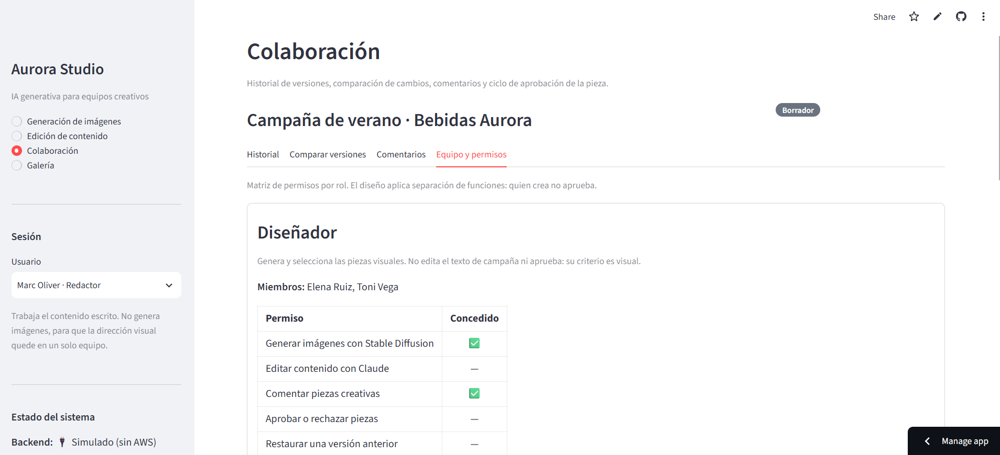 Share
Aurora Studio
IA generativa para equipos creativos
Generación de imágenes
Edición de contenido
Colaboración
Galería
Sesión
Usuario
Marc Oliver · Redactor
Trabaja el contenido escrito. No genera
imágenes, para que la dirección visual
quede en un solo equipo.
Estado del sistema
Backend: Simulado (sin AWS)
Colaboración
Historial de versiones, comparación de cambios, comentarios y ciclo de aprobación de la pieza.
Campaña de verano · Bebidas Aurora
Borrador
Historial Comparar versiones Comentarios Equipo y permisos
Matriz de permisos por rol. El diseño aplica separación de funciones: quien crea no aprueba.
Diseñador
Genera y selecciona las piezas visuales. No edita el texto de campaña ni aprueba: su criterio es visual.
Miembros: Elena Ruiz, Toni Vega
Permiso Concedido
Generar imágenes con Stable Diffusion ✅
Editar contenido con Claude —
Comentar piezas creativas ✅
Aprobar o rechazar piezas —
Restaurar una versión anterior —
Manage app